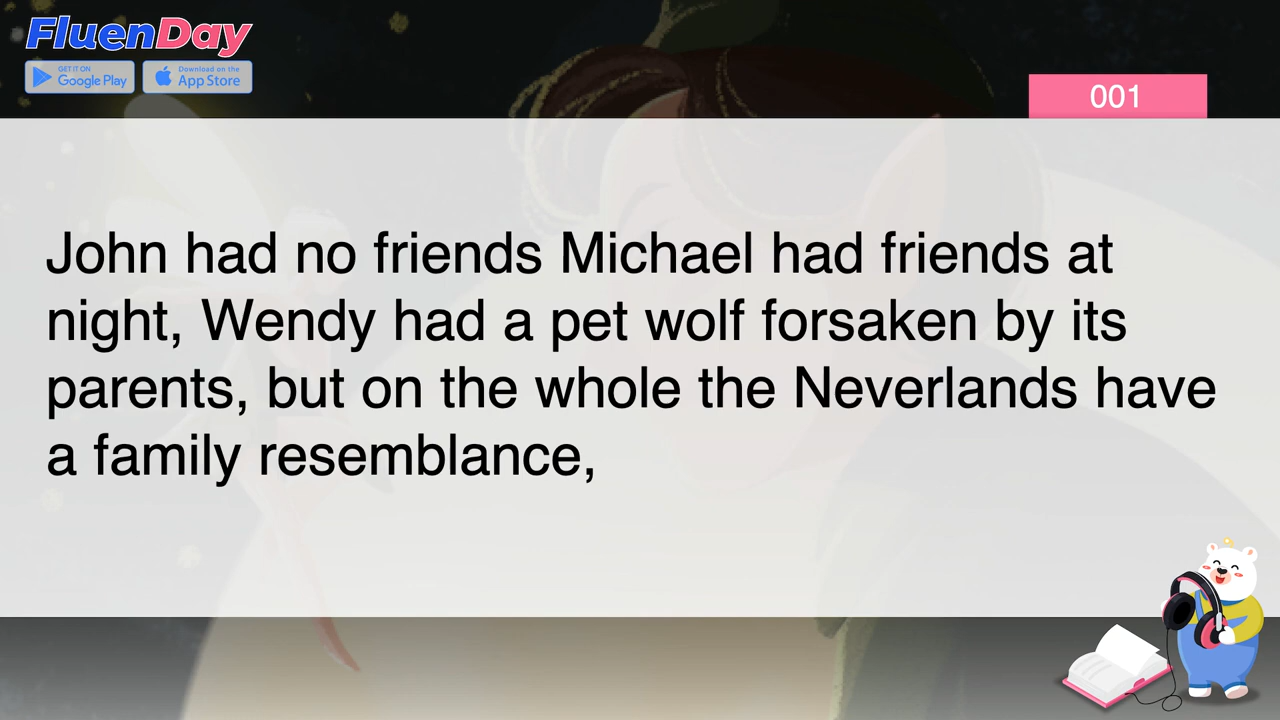 FluenDay
GET IT ON
Google Play
Download on the
App Store
001
John had no friends Michael had friends at
night, Wendy had a pet wolf forsaken by its
parents, but on the whole the Neverlands have
a family resemblance,